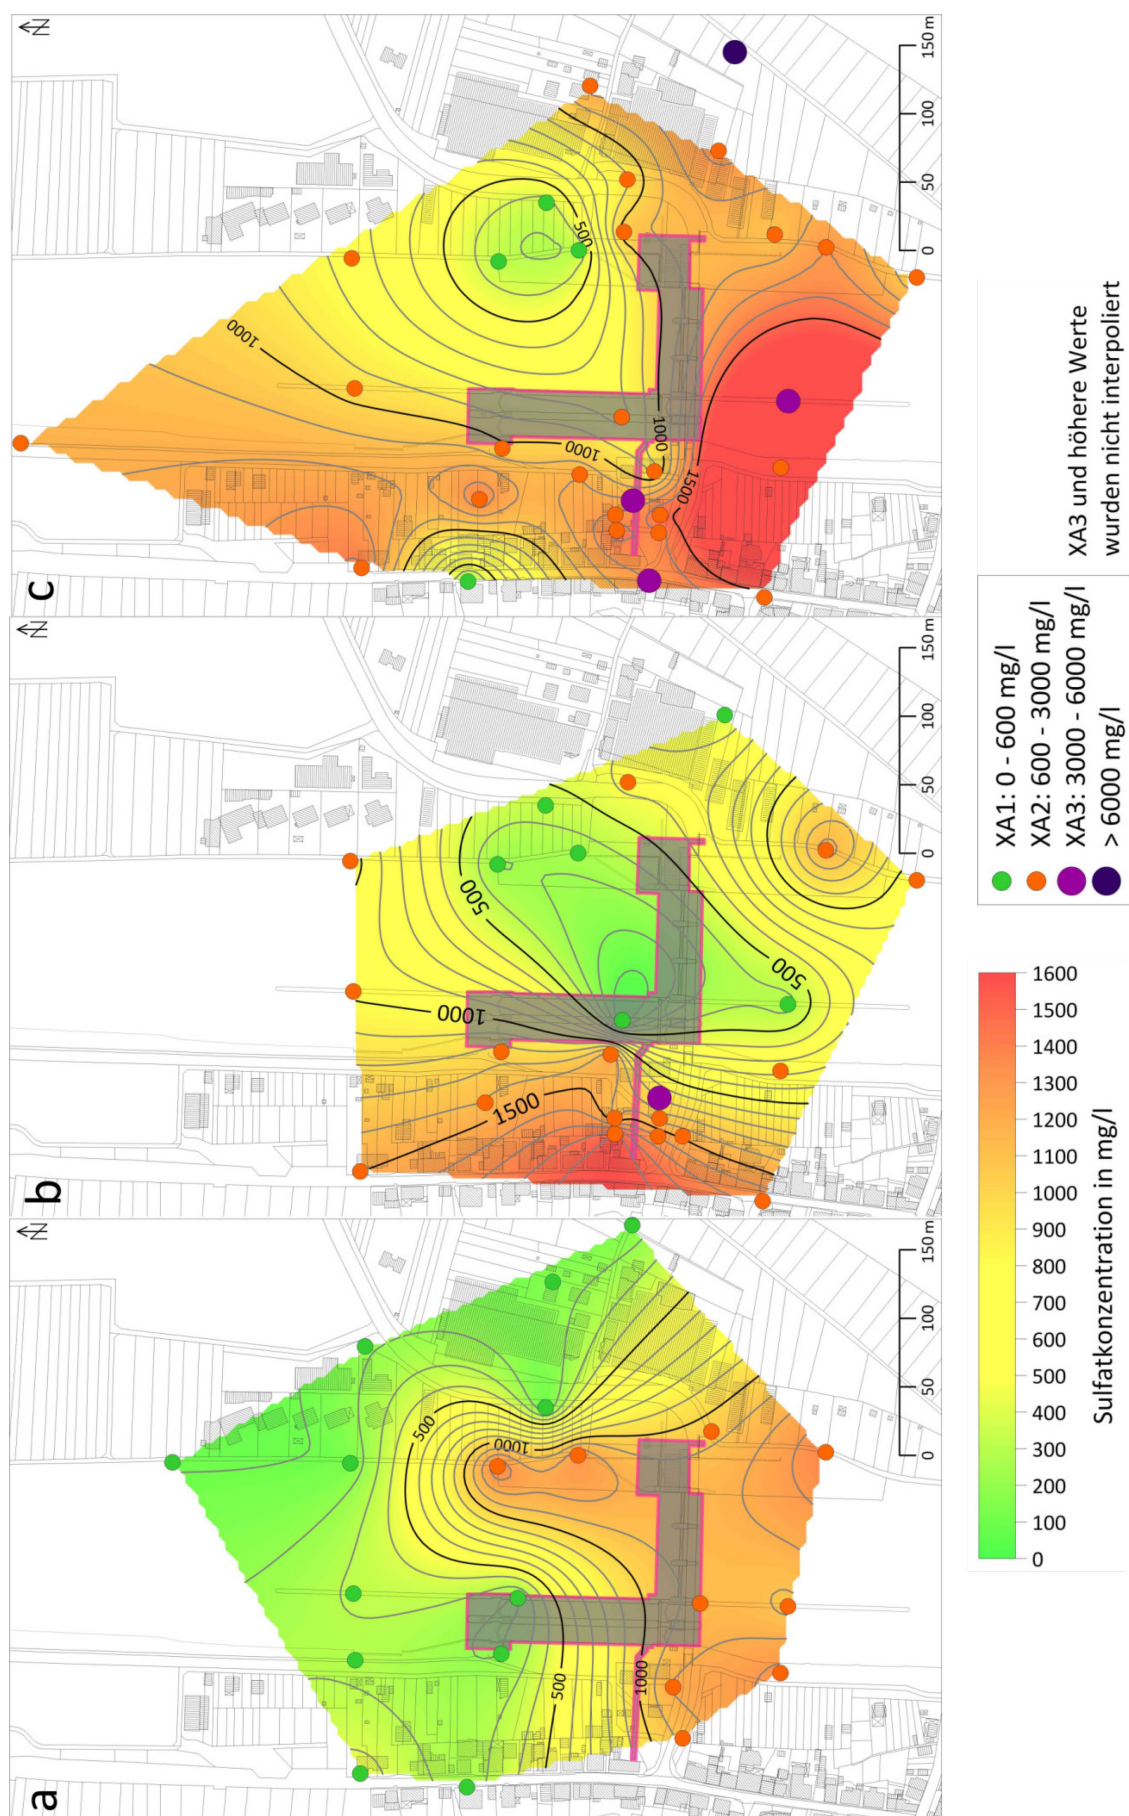 a
N
500
1000
500
1000
0 50 100 150 m
b
N
500
1000
1500
500
0 50 100 150 m
c
N
1000
500
1000
1000
1500
0 50 100 150 m
1600
1500
1400
1300
1200
1100
1000
900
800
700
600
500
400
300
200
100
0
Sulfatkonzentration in mg/l
XA1: 0 - 600 mg/l
XA2: 600 - 3000 mg/l
XA3: 3000 - 6000 mg/l
> 6000 mg/l
XA3 und höhere Werte
wurden nicht interpoliert